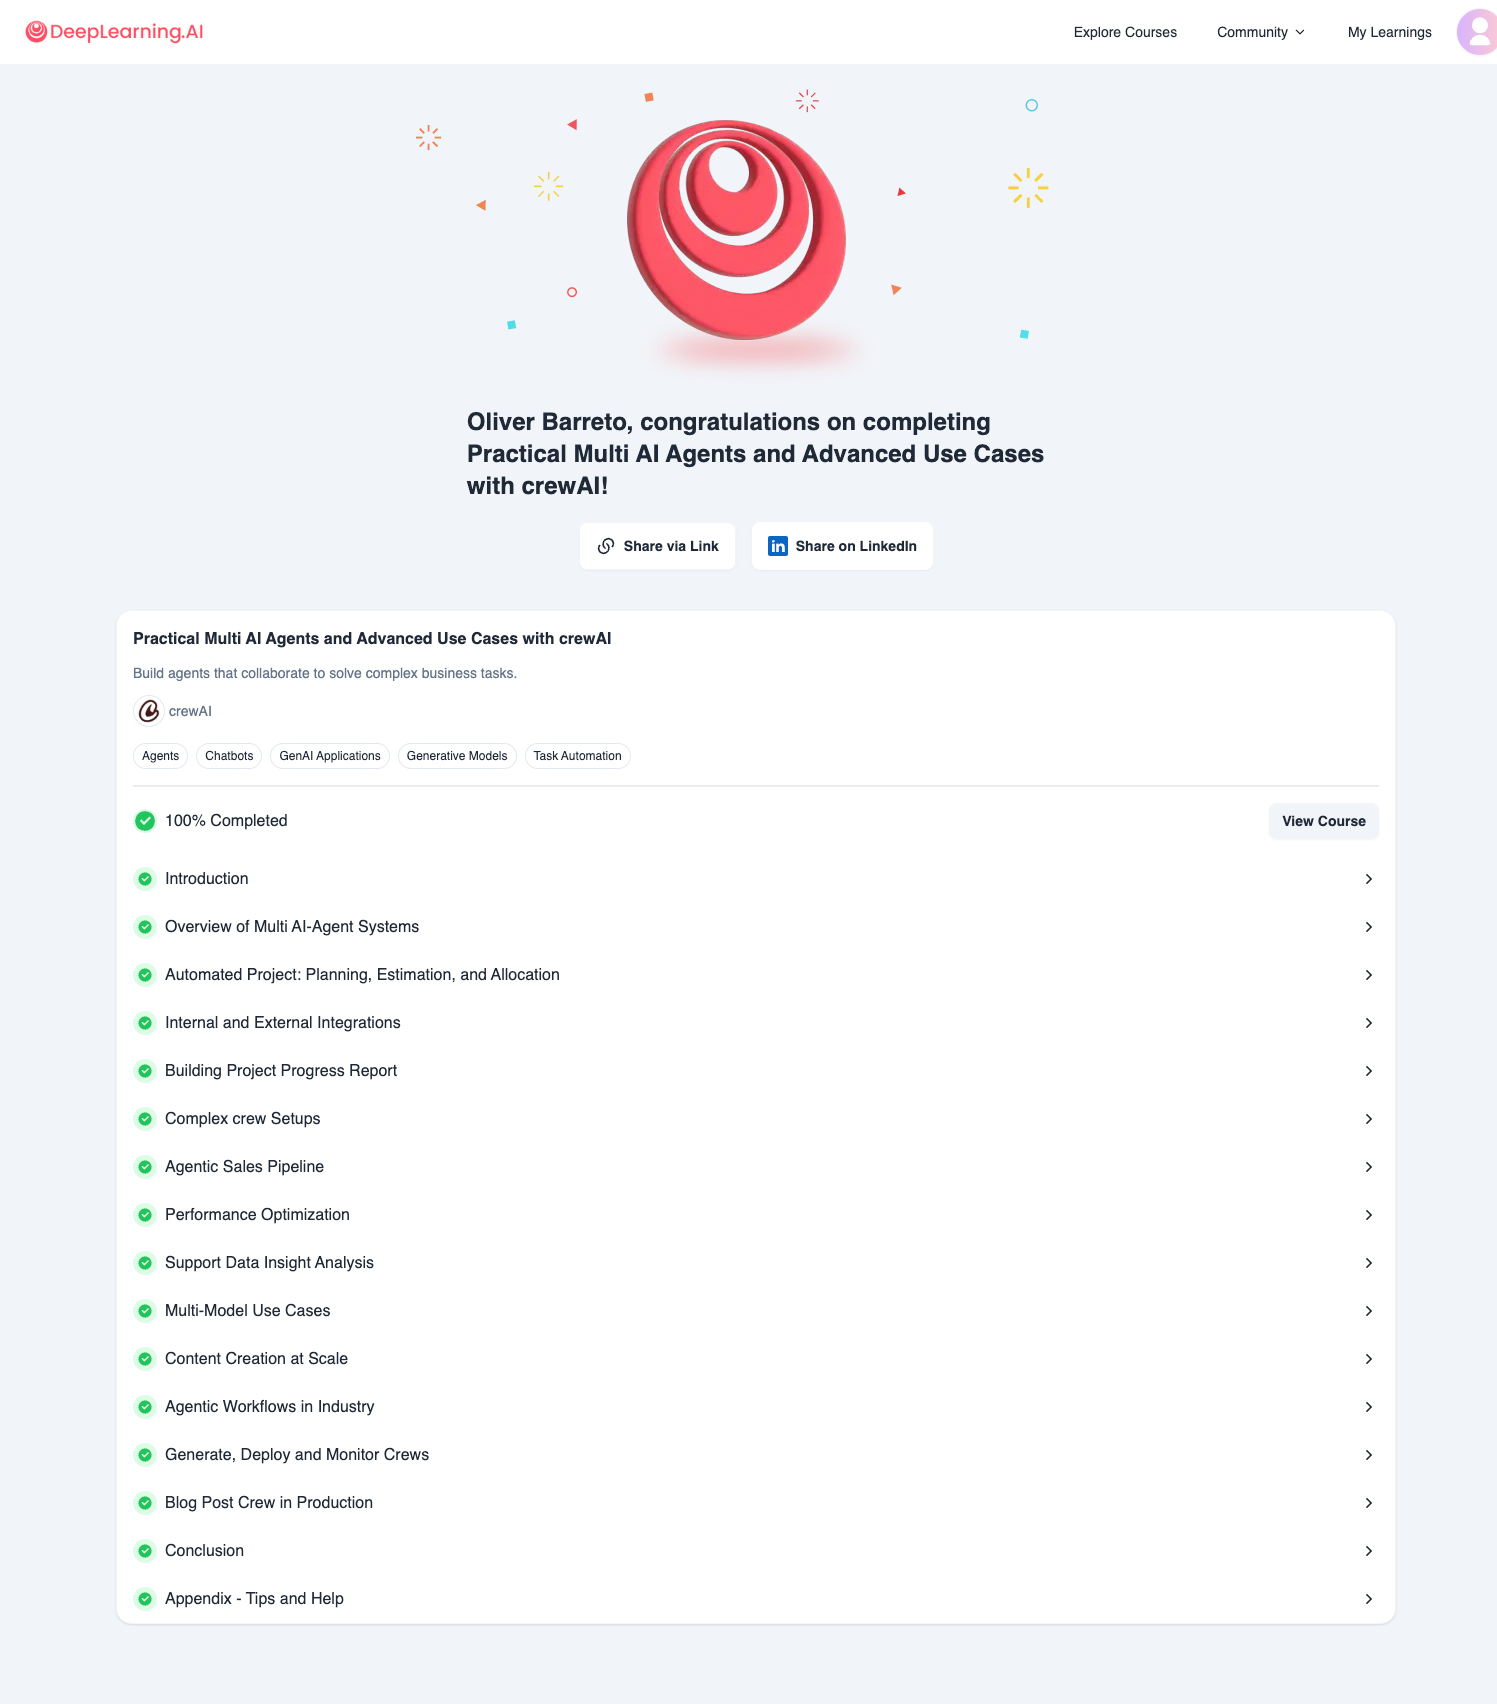 DeepLearning.AI
Explore Courses
Community
My Learnings
Oliver Barreto, congratulations on completing
Practical Multi AI Agents and Advanced Use Cases
with crewAI!
Share via Link
in Share on LinkedIn
Practical Multi AI Agents and Advanced Use Cases with crewAI
Build agents that collaborate to solve complex business tasks.
crewAI
Agents
Chatbots
GenAI Applications
Generative Models
Task Automation
100% Completed
View Course
Introduction
Overview of Multi AI-Agent Systems
Automated Project: Planning, Estimation, and Allocation
Internal and External Integrations
Building Project Progress Report
Complex crew Setups
Agentic Sales Pipeline
Performance Optimization
Support Data Insight Analysis
Multi-Model Use Cases
Content Creation at Scale
Agentic Workflows in Industry
Generate, Deploy and Monitor Crews
Blog Post Crew in Production
Conclusion
Appendix - Tips and Help